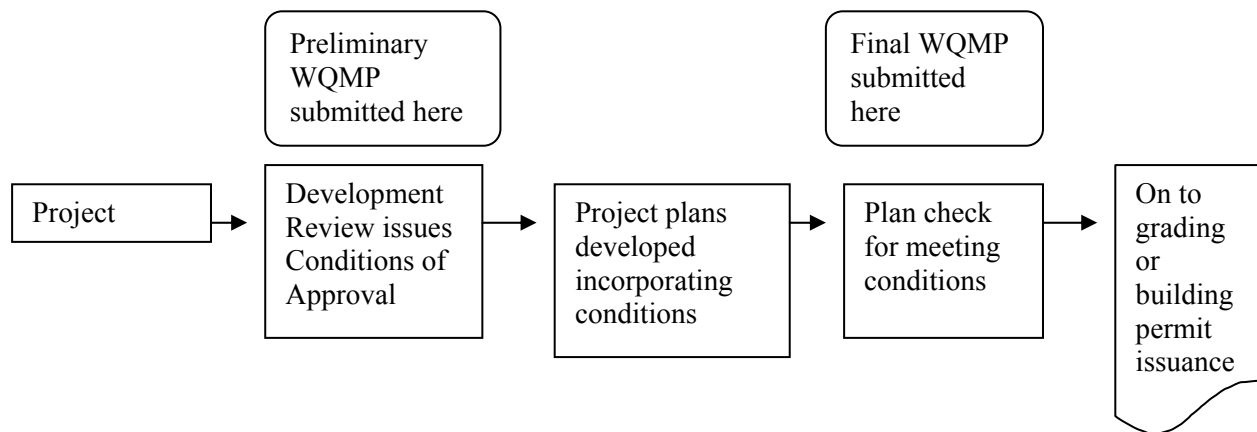 Preliminary
WQMP
submitted here
Final WQMP
submitted
here
Project
Development
Review issues
Conditions of
Approval
Project plans
developed
incorporating
conditions
Plan check
for meeting
conditions
On to
grading
or
building
permit
issuance